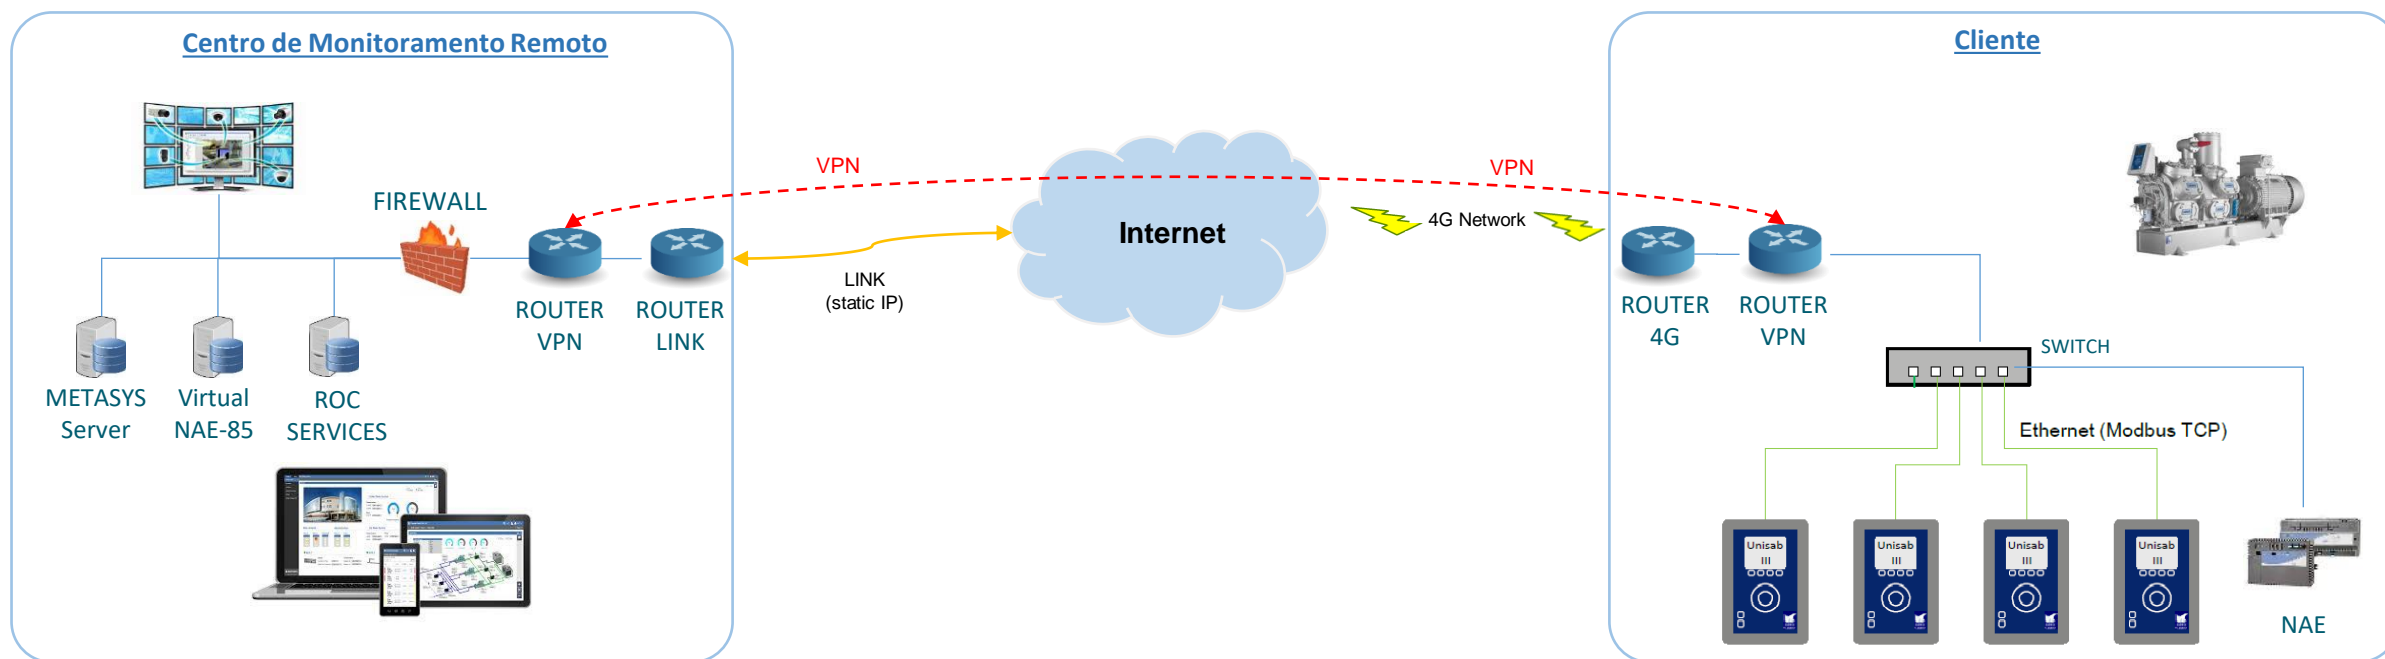 Centro de Monitoramento Remoto
FIREWALL
ROUTER
VPN
ROUTER
LINK
METASYS
Server
Virtual
NAE-85
ROC
SERVICES
VPN
LINK
(static IP)
Internet
VPN
4G Network
Cliente
ROUTER
4G
ROUTER
VPN
SWITCH
Ethernet (Modbus TCP)
Unisab
III
Unisab
III
Unisab
III
Unisab
III
NAE